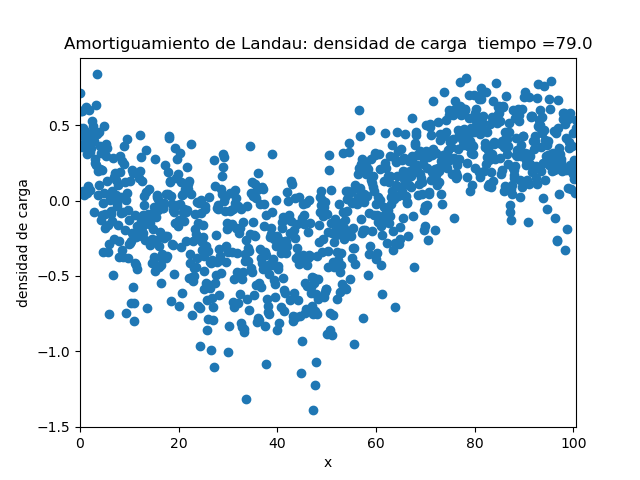 Amortiguamiento de Landau: densidad de carga  tiempo =79.0
densidad de carga
0.5
0.0
−0.5
−1.0
−1.5
0 20 40 60 80 100
x